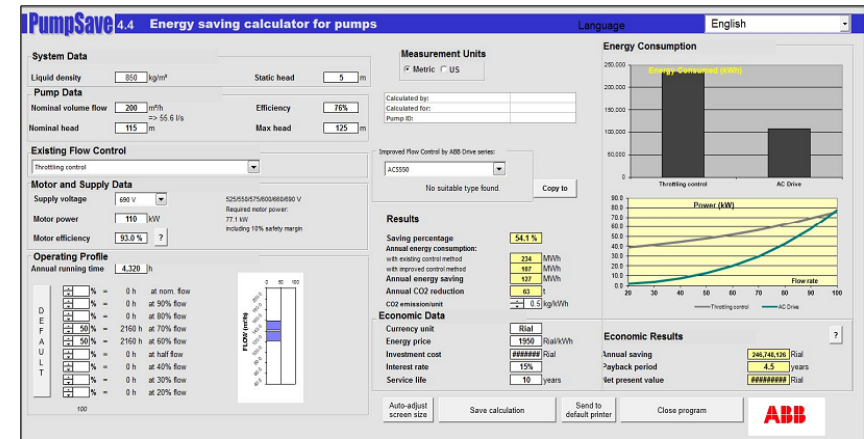 PumpSave 4.4 Energy saving calculator for pumps
Language English
System Data
Liquid density 850 kg/m³ Static head 5 m
Pump Data
Nominal volume flow 200 m³/h Efficiency 76%
=> 55.6 l/s
Nominal head 115 m Max head 125 m
Existing Flow Control
Throttling control
Motor and Supply Data
Supply voltage 690 V 525/550/575/600/660/690 V
Required motor power:
Motor power 110 kW 77.1 kW
including 10% safety margin
Motor efficiency 93.0 % ?
Operating Profile
Annual running time 4,320 h
DEFAULT
% = 0 h at nom. flow
% = 0 h at 90% flow
% = 0 h at 80% flow
50 % = 2160 h at 70% flow
50 % = 2160 h at 60% flow
% = 0 h at half flow
% = 0 h at 40% flow
% = 0 h at 30% flow
% = 0 h at 20% flow
100
0 50 100
FLOW (m³/h)
Measurement Units
Metric US
Calculated by:
Calculated for:
Pump ID:
Improved Flow Control by ABB Drive series:
ACS550
No suitable type found. Copy to
Results
Saving percentage 54.1 %
Annual energy consumption:
with existing control method 234 MWh
with improved control method 107 MWh
Annual energy saving 127 MWh
Annual CO2 reduction 63 t
CO2 emission/unit 0.5 kg/kWh
Economic Data
Currency unit Rial
Energy price 1950 Rial/kWh
Investment cost ####### Rial
Interest rate 15%
Service life 10 years
Energy Consumption
Energy Consumed (kWh)
250,000
200,000
150,000
100,000
50,000
0
Throttling control AC Drive
Power (kW)
90.0
80.0
70.0
60.0
50.0
40.0
30.0
20.0
10.0
0.0
Flow rate
20 30 40 50 60 70 80 90 100
Throttling control AC Drive
Economic Results ?
Annual saving 246,748,126 Rial
Payback period 4.5 years
Net present value ######### Rial
Auto-adjust
screen size
Save calculation
Send to
default printer
Close program
ABB